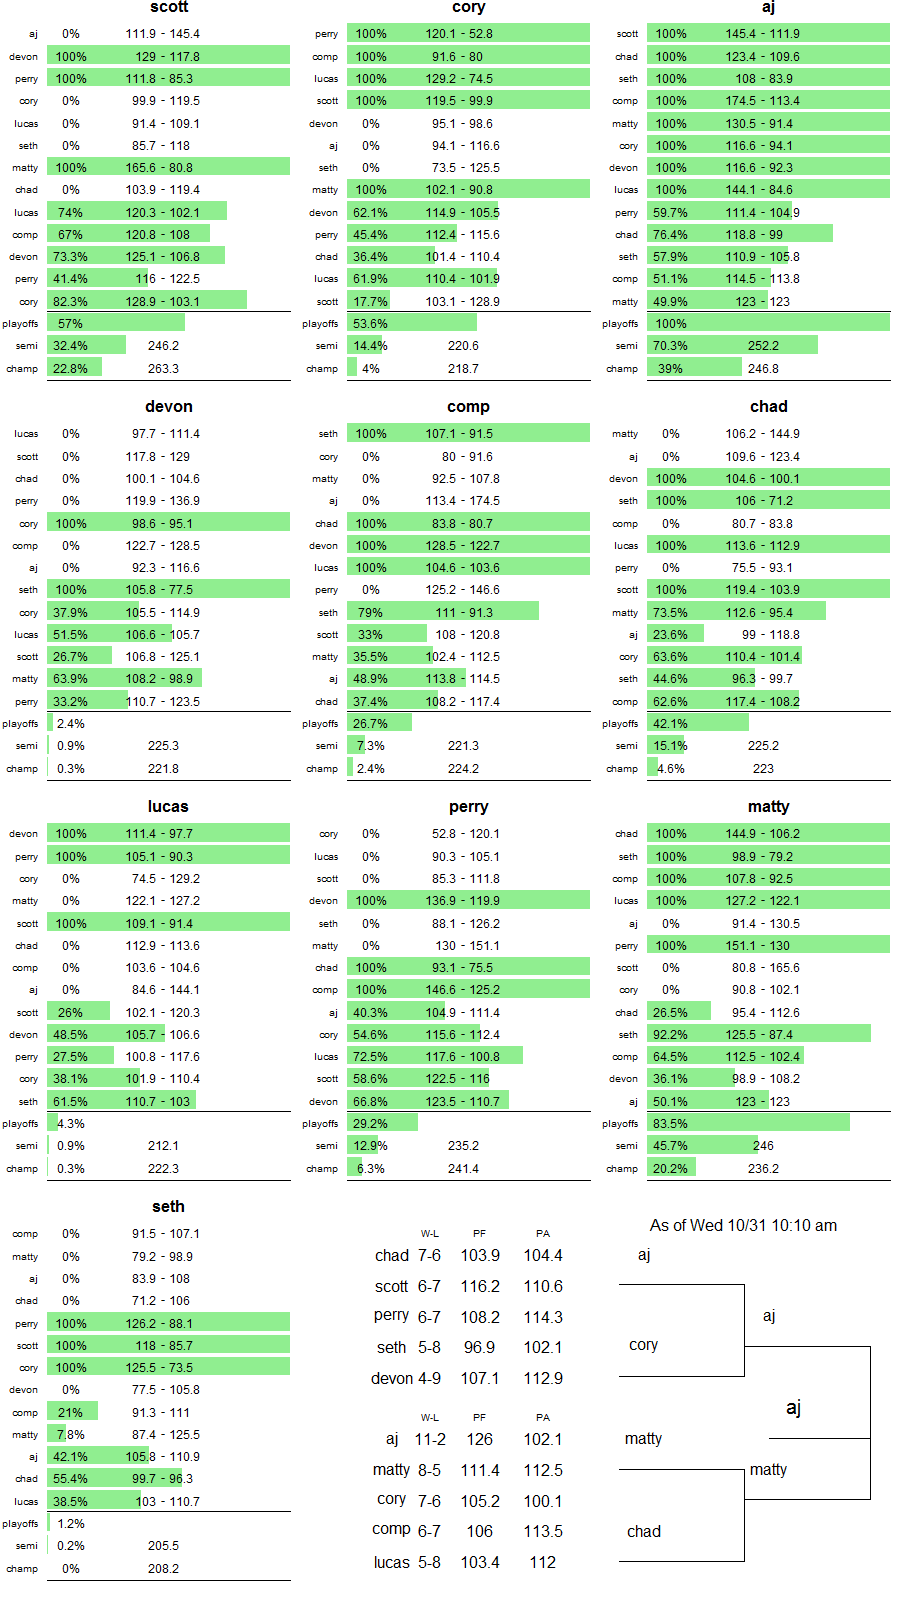 scott
aj 0% 111.9 - 145.4
devon 100% 129 - 117.8
perry 100% 111.8 - 85.3
cory 0% 99.9 - 119.5
lucas 0% 91.4 - 109.1
seth 0% 85.7 - 118
matty 100% 165.6 - 80.8
chad 0% 103.9 - 119.4
lucas 74% 120.3 - 102.1
comp 67% 120.8 - 108
devon 73.3% 125.1 - 106.8
perry 41.4% 116 - 122.5
cory 82.3% 128.9 - 103.1
playoffs 57%
semi 32.4% 246.2
champ 22.8% 263.3
cory
perry 100% 120.1 - 52.8
comp 100% 91.6 - 80
lucas 100% 129.2 - 74.5
scott 100% 119.5 - 99.9
devon 0% 95.1 - 98.6
aj 0% 94.1 - 116.6
seth 0% 73.5 - 125.5
matty 100% 102.1 - 90.8
devon 62.1% 114.9 - 105.5
perry 45.4% 112.4 - 115.6
chad 36.4% 101.4 - 110.4
lucas 61.9% 110.4 - 101.9
scott 17.7% 103.1 - 128.9
playoffs 53.6%
semi 14.4% 220.6
champ 4% 218.7
aj
scott 100% 145.4 - 111.9
chad 100% 123.4 - 109.6
seth 100% 108 - 83.9
comp 100% 174.5 - 113.4
matty 100% 130.5 - 91.4
cory 100% 116.6 - 94.1
devon 100% 116.6 - 92.3
lucas 100% 144.1 - 84.6
perry 59.7% 111.4 - 104.9
chad 76.4% 118.8 - 99
seth 57.9% 110.9 - 105.8
comp 51.1% 114.5 - 113.8
matty 49.9% 123 - 123
playoffs 100%
semi 70.3% 252.2
champ 39% 246.8
devon
lucas 0% 97.7 - 111.4
scott 0% 117.8 - 129
chad 0% 100.1 - 104.6
perry 0% 119.9 - 136.9
cory 100% 98.6 - 95.1
comp 0% 122.7 - 128.5
aj 0% 92.3 - 116.6
seth 100% 105.8 - 77.5
cory 37.9% 105.5 - 114.9
lucas 51.5% 106.6 - 105.7
scott 26.7% 106.8 - 125.1
matty 63.9% 108.2 - 98.9
perry 33.2% 110.7 - 123.5
playoffs 2.4%
semi 0.9% 225.3
champ 0.3% 221.8
comp
seth 100% 107.1 - 91.5
cory 0% 80 - 91.6
matty 0% 92.5 - 107.8
aj 0% 113.4 - 174.5
chad 100% 83.8 - 80.7
devon 100% 128.5 - 122.7
lucas 100% 104.6 - 103.6
perry 0% 125.2 - 146.6
seth 79% 111 - 91.3
scott 33% 108 - 120.8
matty 35.5% 102.4 - 112.5
aj 48.9% 113.8 - 114.5
chad 37.4% 108.2 - 117.4
playoffs 26.7%
semi 7.3% 221.3
champ 2.4% 224.2
chad
matty 0% 106.2 - 144.9
aj 0% 109.6 - 123.4
devon 100% 104.6 - 100.1
seth 100% 106 - 71.2
comp 0% 80.7 - 83.8
lucas 100% 113.6 - 112.9
perry 0% 75.5 - 93.1
scott 100% 119.4 - 103.9
matty 73.5% 112.6 - 95.4
aj 23.6% 99 - 118.8
cory 63.6% 110.4 - 101.4
seth 44.6% 96.3 - 99.7
comp 62.6% 117.4 - 108.2
playoffs 42.1%
semi 15.1% 225.2
champ 4.6% 223
lucas
devon 100% 111.4 - 97.7
perry 100% 105.1 - 90.3
cory 0% 74.5 - 129.2
matty 0% 122.1 - 127.2
scott 100% 109.1 - 91.4
chad 0% 112.9 - 113.6
comp 0% 103.6 - 104.6
aj 0% 84.6 - 144.1
scott 26% 102.1 - 120.3
devon 48.5% 105.7 - 106.6
perry 27.5% 100.8 - 117.6
cory 38.1% 101.9 - 110.4
seth 61.5% 110.7 - 103
playoffs 4.3%
semi 0.9% 212.1
champ 0.3% 222.3
perry
cory 0% 52.8 - 120.1
lucas 0% 90.3 - 105.1
scott 0% 85.3 - 111.8
devon 100% 136.9 - 119.9
seth 0% 88.1 - 126.2
matty 0% 130 - 151.1
chad 100% 93.1 - 75.5
comp 100% 146.6 - 125.2
aj 40.3% 104.9 - 111.4
cory 54.6% 115.6 - 112.4
lucas 72.5% 117.6 - 100.8
scott 58.6% 122.5 - 116
devon 66.8% 123.5 - 110.7
playoffs 29.2%
semi 12.9% 235.2
champ 6.3% 241.4
matty
chad 100% 144.9 - 106.2
seth 100% 98.9 - 79.2
comp 100% 107.8 - 92.5
lucas 100% 127.2 - 122.1
aj 0% 91.4 - 130.5
perry 100% 151.1 - 130
scott 0% 80.8 - 165.6
cory 0% 90.8 - 102.1
chad 26.5% 95.4 - 112.6
seth 92.2% 125.5 - 87.4
comp 64.5% 112.5 - 102.4
devon 36.1% 98.9 - 108.2
aj 50.1% 123 - 123
playoffs 83.5%
semi 45.7% 246
champ 20.2% 236.2
seth
comp 0% 91.5 - 107.1
matty 0% 79.2 - 98.9
aj 0% 83.9 - 108
chad 0% 71.2 - 106
perry 100% 126.2 - 88.1
scott 100% 118 - 85.7
cory 100% 125.5 - 73.5
devon 0% 77.5 - 105.8
comp 21% 91.3 - 111
matty 7.8% 87.4 - 125.5
aj 42.1% 105.8 - 110.9
chad 55.4% 99.7 - 96.3
lucas 38.5% 103 - 110.7
playoffs 1.2%
semi 0.2% 205.5
champ 0% 208.2
W-L PF PA
chad 7-6 103.9 104.4
scott 6-7 116.2 110.6
perry 6-7 108.2 114.3
seth 5-8 96.9 102.1
devon 4-9 107.1 112.9
W-L PF PA
aj 11-2 126 102.1
matty 8-5 111.4 112.5
cory 7-6 105.2 100.1
comp 6-7 106 113.5
lucas 5-8 103.4 112
As of Wed 10/31 10:10 am
aj
aj
cory
aj
matty
matty
chad